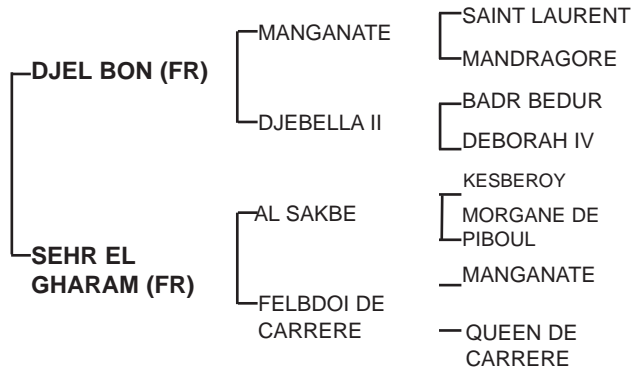 SAINT LAURENT
MANGANATE
MANDRAGORE
DJEL BON (FR)
BADR BEDUR
DJEBELLA II
DEBORAH IV
KESBEROY
AL SAKBE
MORGANE DE
PIBOUL
SEHR EL
GHARAM (FR)
MANGANATE
FELBDOI DE
CARRERE
QUEEN DE
CARRERE